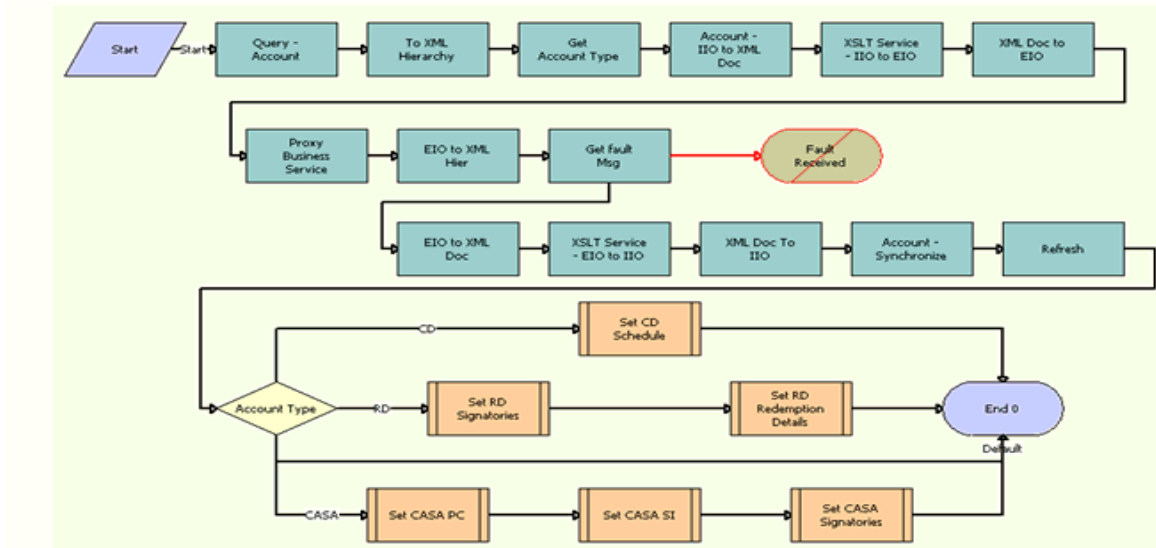 Start
Start
Query -
Account
To XML
Hierarchy
Get
Account Type
Account -
IIO to XML
Doc
XSLT Service
- IIO to EIO
XML Doc to
EIO
Proxy
Business
Service
EIO to XML
Hier
Get fault
Msg
Fault
Received
EIO to XML
Doc
XSLT Service
- EIO to IIO
XML Doc To
IIO
Account -
Synchronize
Refresh
CD
Set CD
Schedule
Account Type
RD
Set RD
Signatories
Set RD
Redemption
Details
End 0
Default
CASA
Set CASA PC
Set CASA SI
Set CASA
Signatories